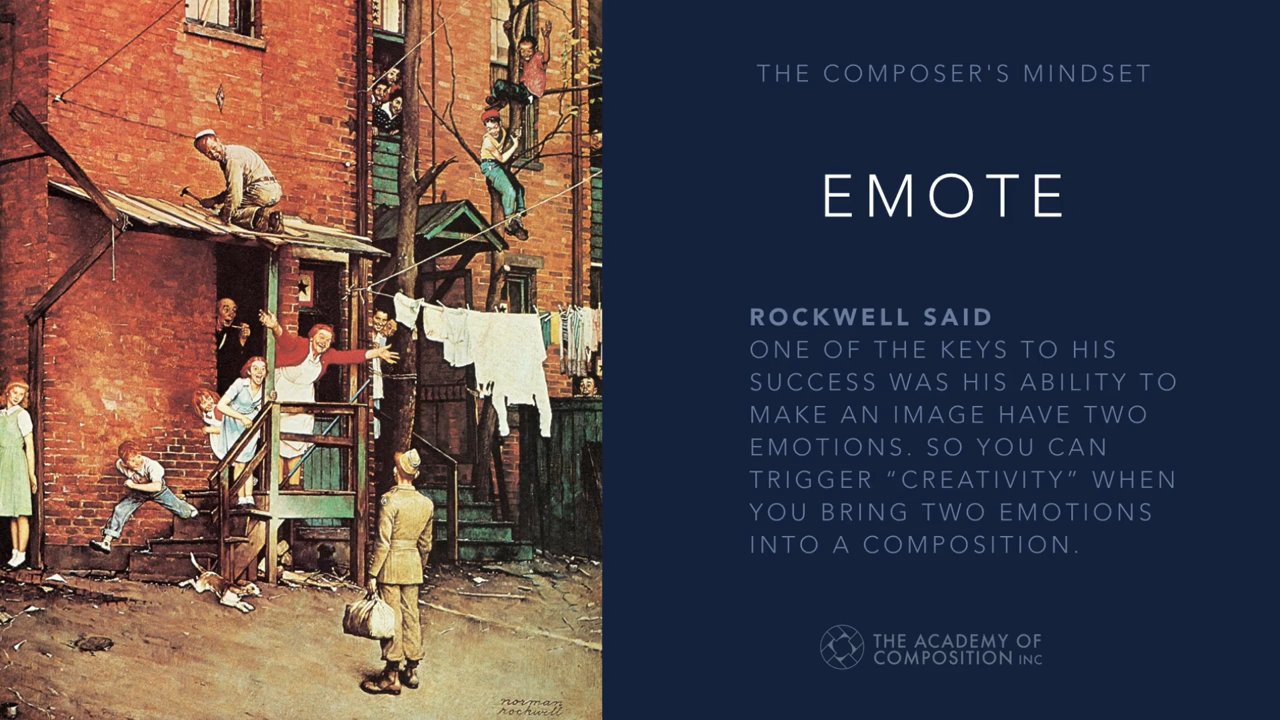 THE COMPOSER'S MINDSET
EMOTE
ROCKWELL SAID
ONE OF THE KEYS TO HIS
SUCCESS WAS HIS ABILITY TO
MAKE AN IMAGE HAVE TWO
EMOTIONS. SO YOU CAN
TRIGGER “CREATIVITY” WHEN
YOU BRING TWO EMOTIONS
INTO A COMPOSITION.
THE ACADEMY OF
COMPOSITION INC
norman
rockwell